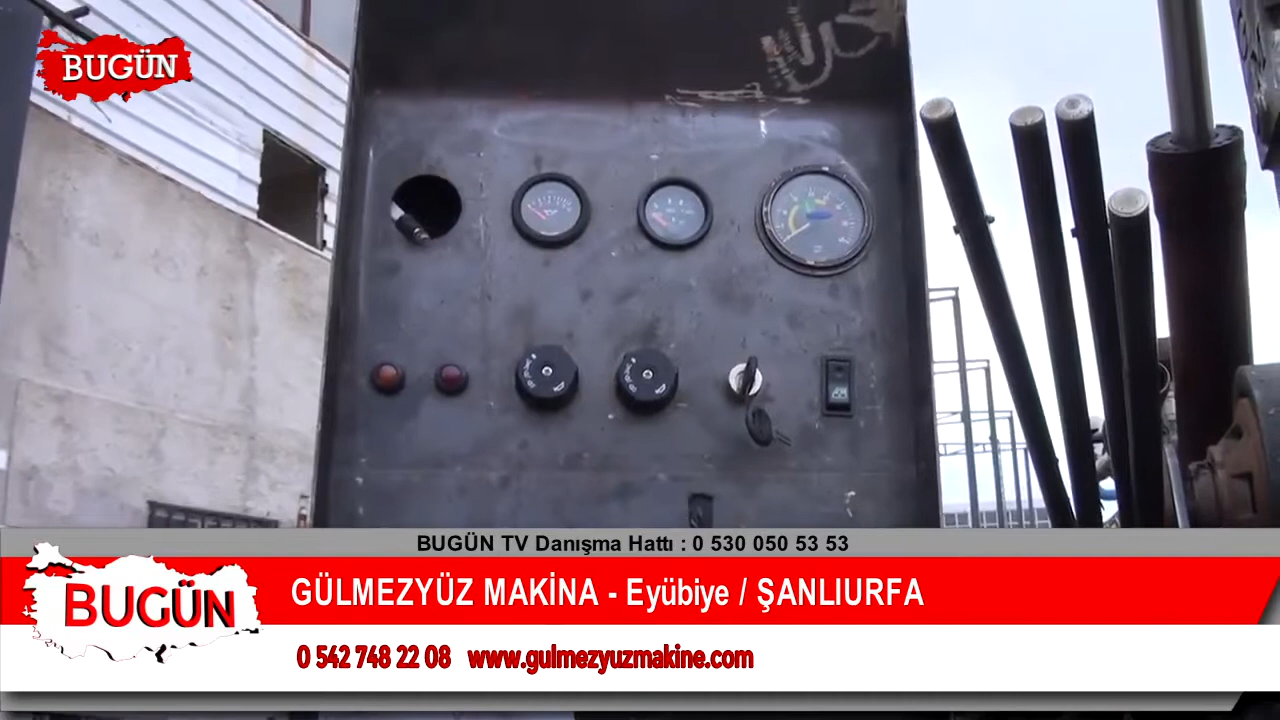 BUGÜN
BUGÜN TV Danışma Hattı : 0 530 050 53 53
BUGÜN
GÜLMEZYÜZ MAKİNA - Eyübiye / ŞANLIURFA
0 542 748 22 08 www.gulmezyuzmakine.com